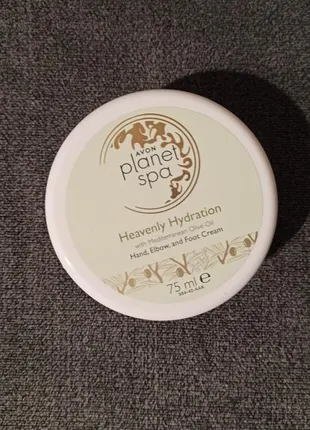 AVON
planet
spa
Heavenly Hydration
with Mediterranean Olive Oil
Hand, Elbow, and Foot Cream
75 ml e